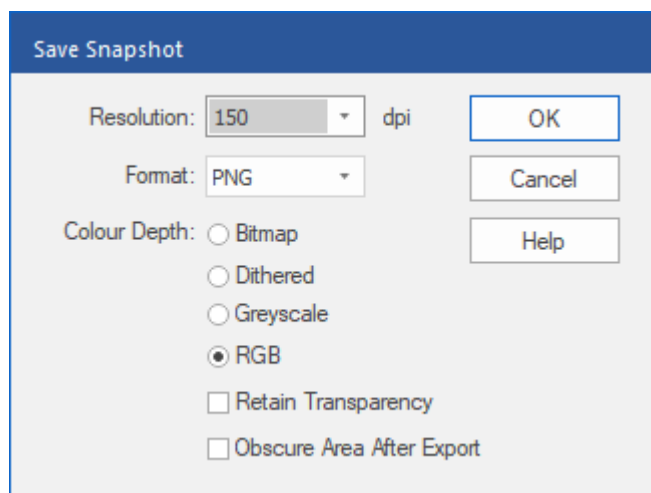 Save Snapshot
Resolution: 150 dpi OK
Format: PNG Cancel
Colour Depth: Bitmap Help
Dithered
Greyscale
RGB
Retain Transparency
Obscure Area After Export